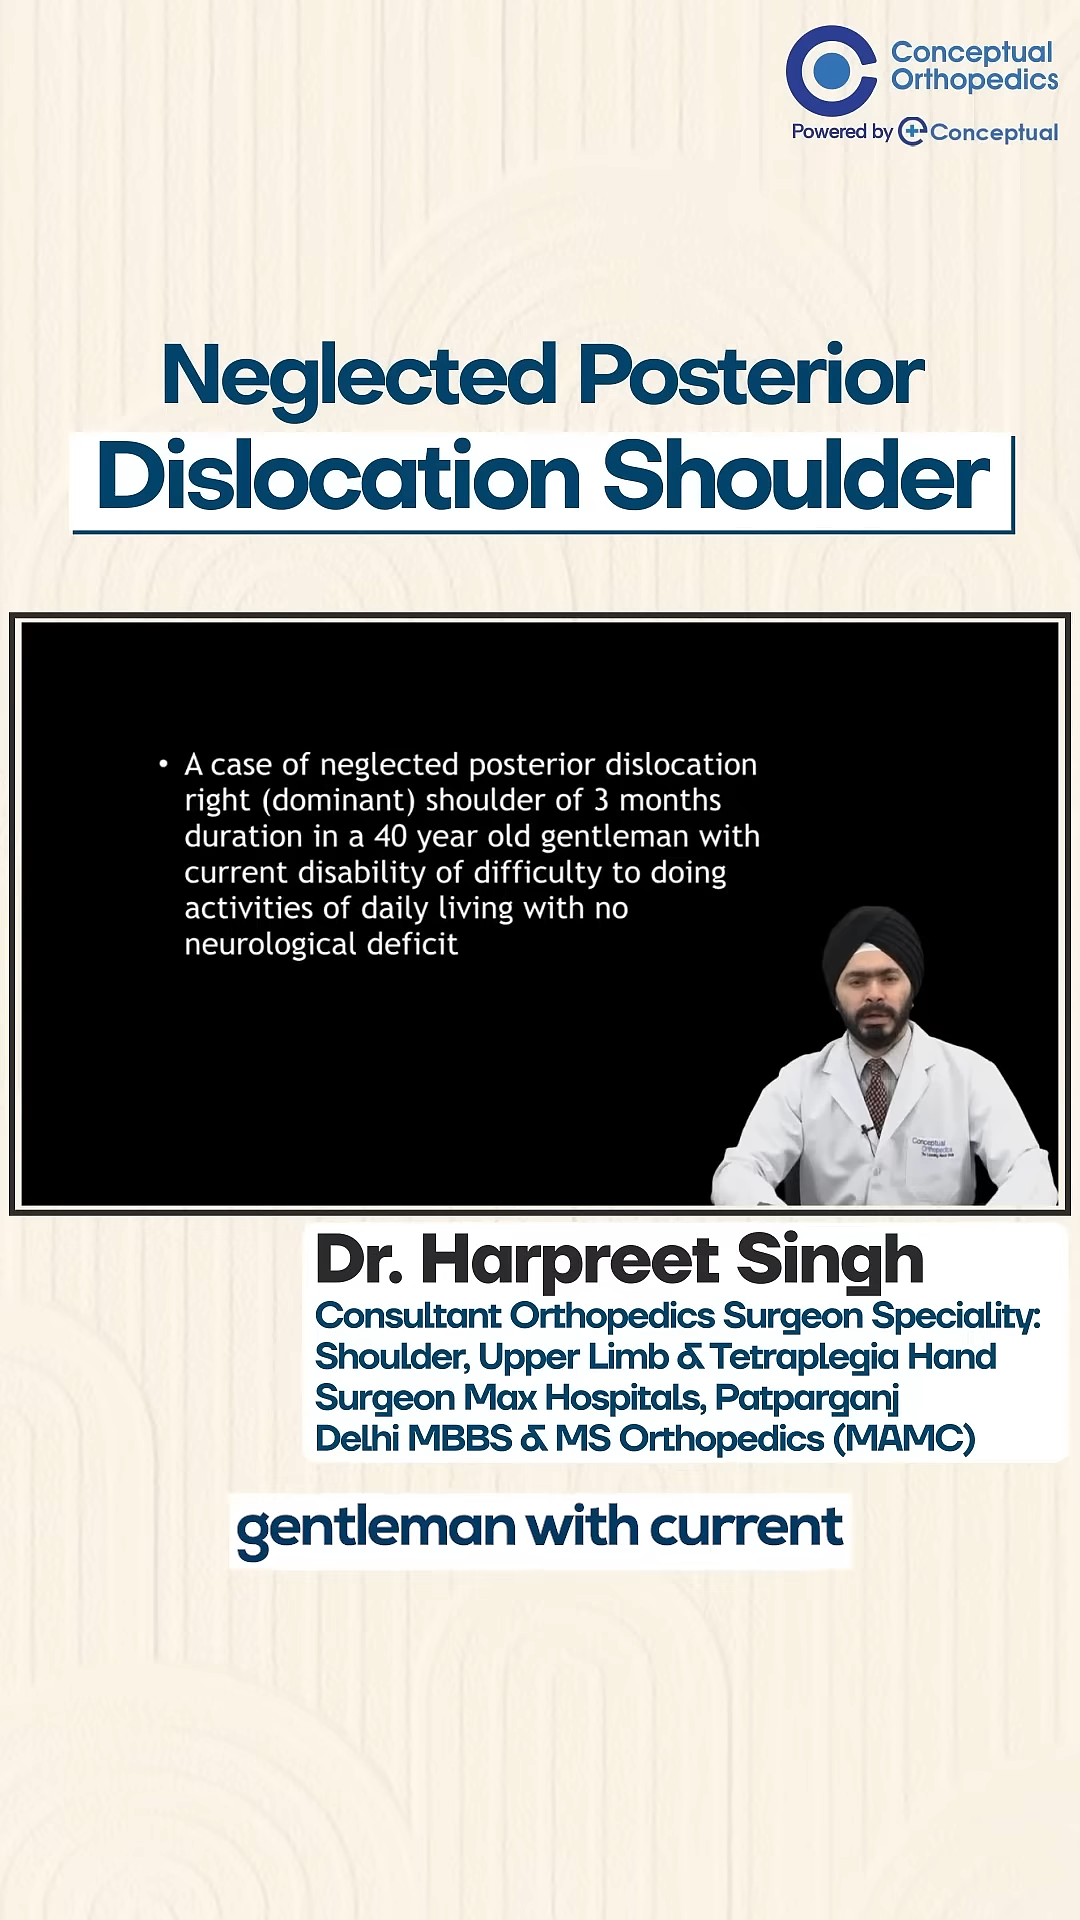 Conceptual
Orthopedics
Powered by Conceptual
Neglected Posterior
Dislocation Shoulder
• A case of neglected posterior dislocation
right (dominant) shoulder of 3 months
duration in a 40 year old gentleman with
current disability of difficulty to doing
activities of daily living with no
neurological deficit
Conceptual
Orthopedics
Dr. Harpreet Singh
Consultant Orthopedics Surgeon Speciality:
Shoulder, Upper Limb & Tetraplegia Hand
Surgeon Max Hospitals, Patparganj
Delhi MBBS & MS Orthopedics (MAMC)
gentleman with current